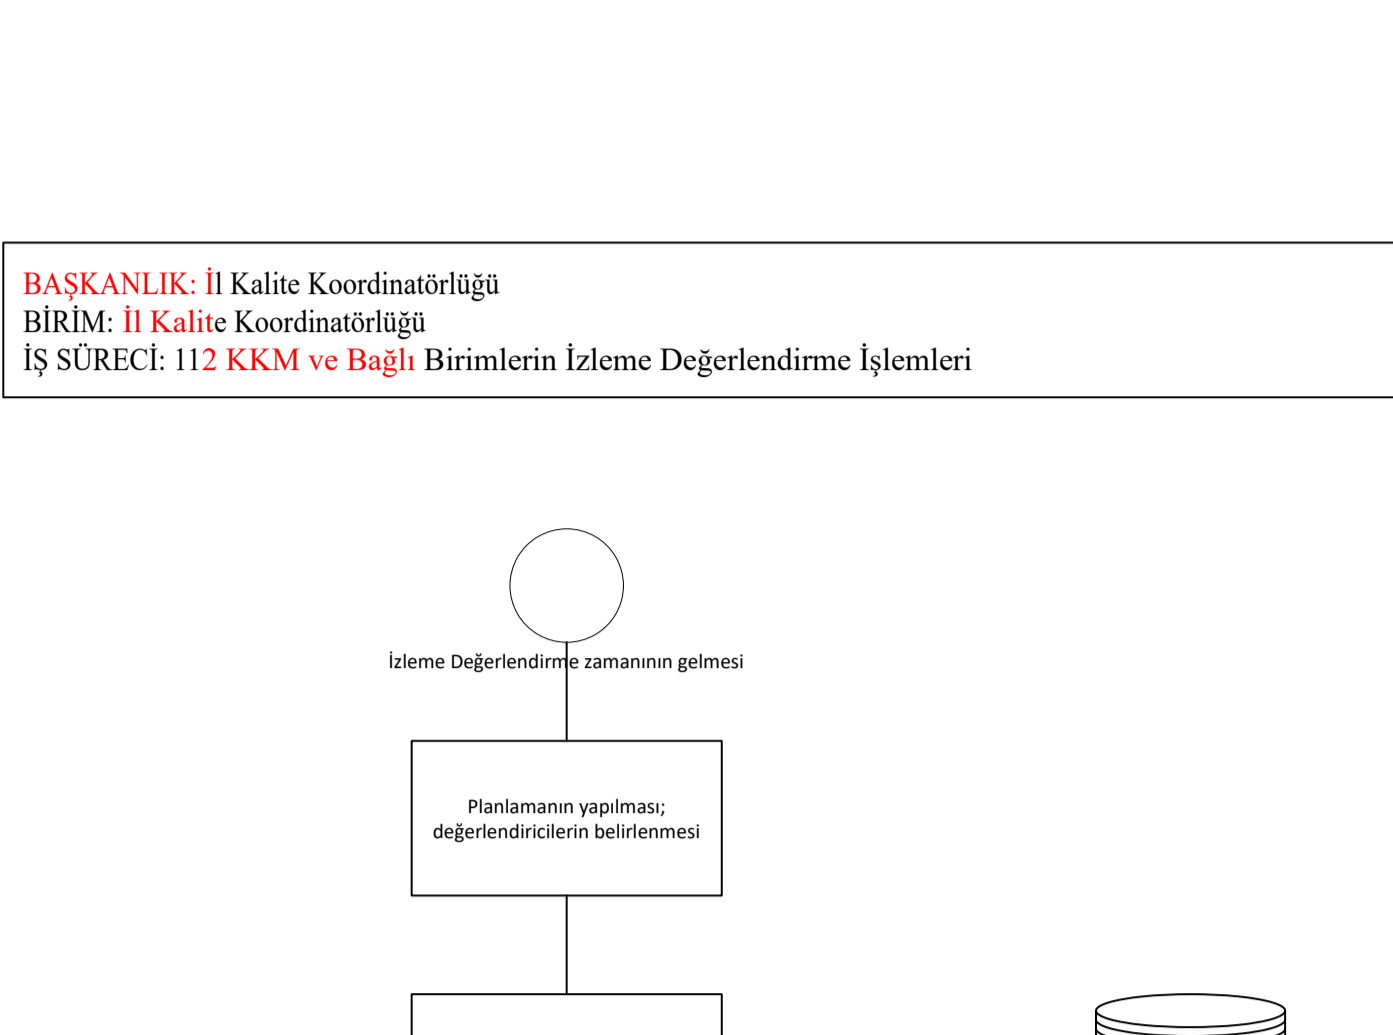 BAŞKANLIK: İl Kalite Koordinatörlüğü
BİRİM: İl Kalite Koordinatörlüğü
İŞ SÜRECİ: 112 KKM ve Bağlı Birimlerin İzleme Değerlendirme İşlemleri
İzleme Değerlendirme zamanının gelmesi
Planlamanın yapılması;
değerlendiricilerin belirlenmesi